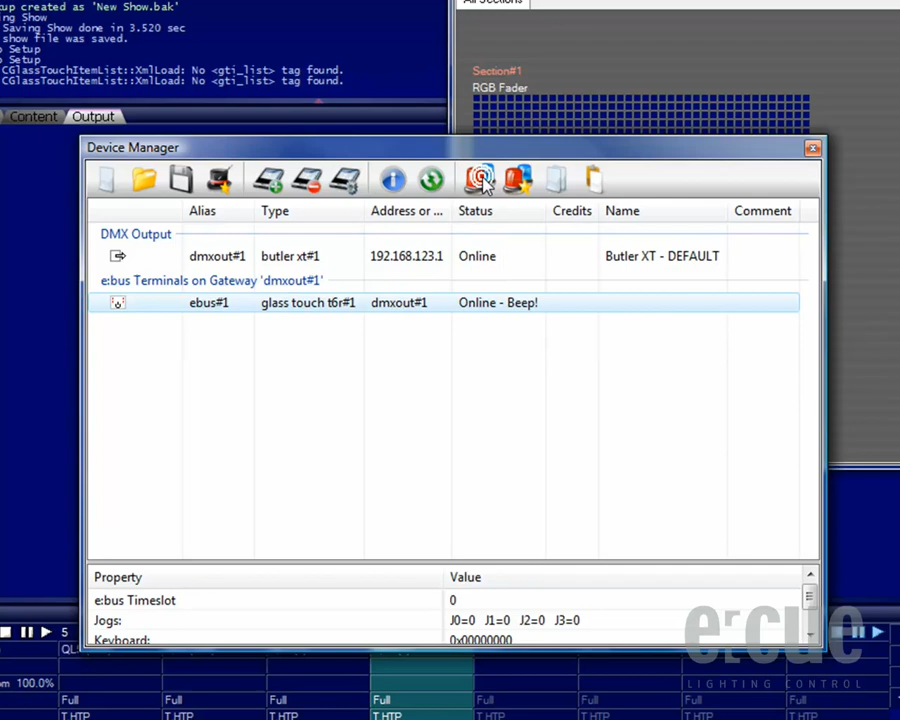 up created as 'New Show.bak'
ng Show
Saving Show done in 3.520 sec
show file was saved.
o Setup
o Setup
CGlassTouchItemList::XmlLoad: No <gti_list> tag found.
CGlassTouchItemList::XmlLoad: No <gti_list> tag found.
All Sections
Section#1
RGB Fader
Content Output
Device Manager
Alias Type Address or ... Status Credits Name Comment
DMX Output
dmxout#1 butler xt#1 192.168.123.1 Online Butler XT - DEFAULT
e:bus Terminals on Gateway 'dmxout#1'
ebus#1 glass touch t6r#1 dmxout#1 Online - Beep!
Property Value
e:bus Timeslot 0
Jogs: J0=0 J1=0 J2=0 J3=0
Keyboard: 0x00000000
5
QL
om 100.0%
Full Full Full Full Full Full Full
T HTP T HTP T HTP T HTP T HTP T HTP T HTP
e:cue
LIGHTING CONTROL